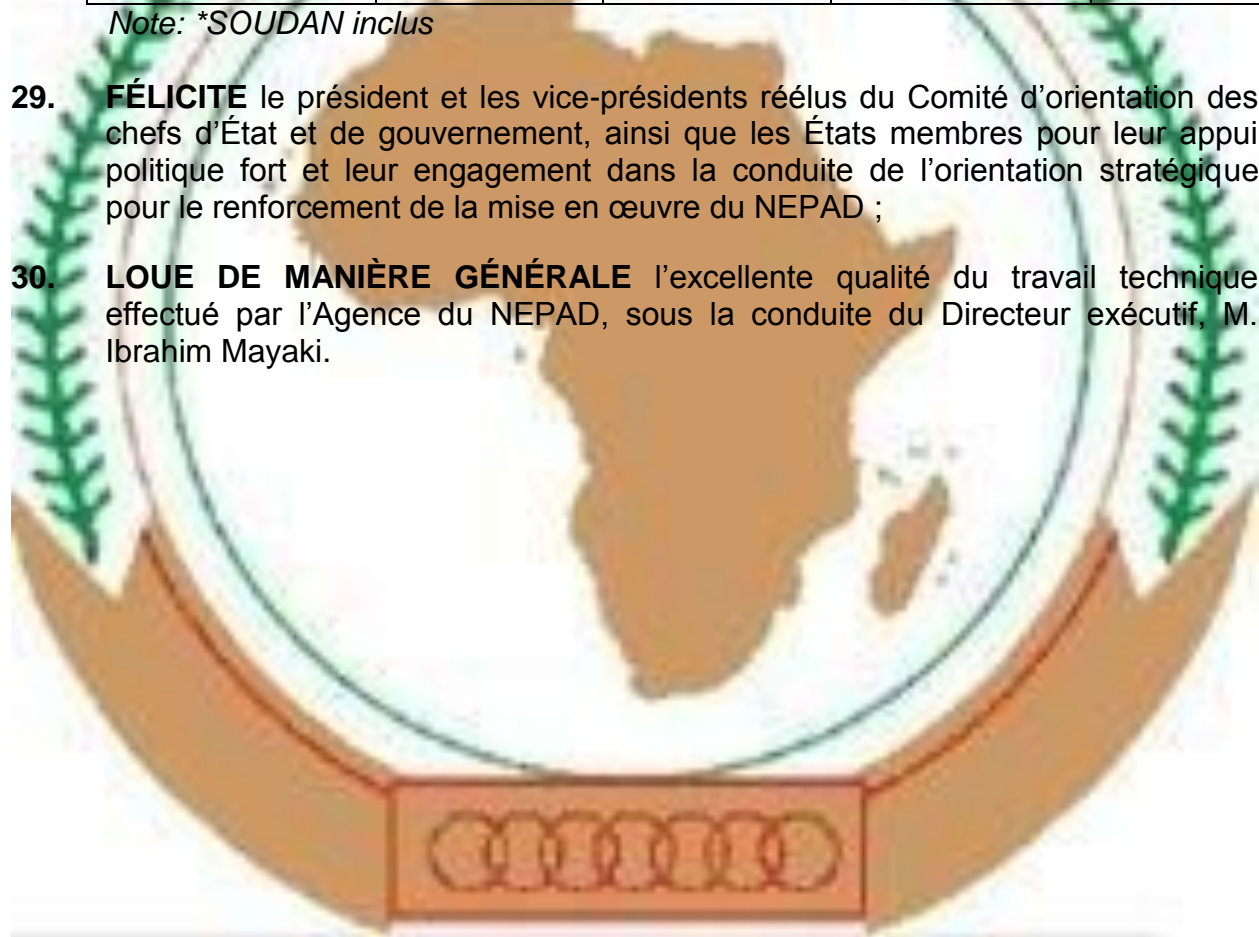 Note: *SOUDAN inclus
29. FÉLICITE le président et les vice-présidents réélus du Comité d’orientation des
chefs d’État et de gouvernement, ainsi que les États membres pour leur appui
politique fort et leur engagement dans la conduite de l’orientation stratégique
pour le renforcement de la mise en œuvre du NEPAD ;
30. LOUE DE MANIÈRE GÉNÉRALE l’excellente qualité du travail technique
effectué par l’Agence du NEPAD, sous la conduite du Directeur exécutif, M.
Ibrahim Mayaki.